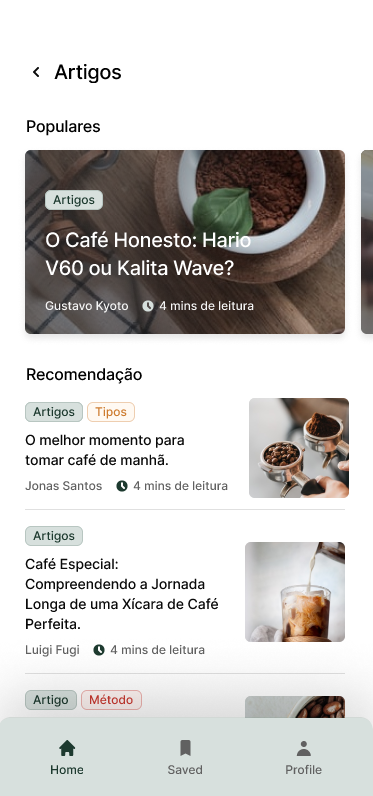 Artigos
Populares
Artigos
O Café Honesto: Hario
V60 ou Kalita Wave?
Gustavo Kyoto 4 mins de leitura
Recomendação
Artigos Tipos
O melhor momento para
tomar café de manhã.
Jonas Santos 4 mins de leitura
Artigos
Café Especial:
Compreendendo a Jornada
Longa de uma Xícara de Café
Perfeita.
Luigi Fugi 4 mins de leitura
Artigo Método
Home Saved Profile